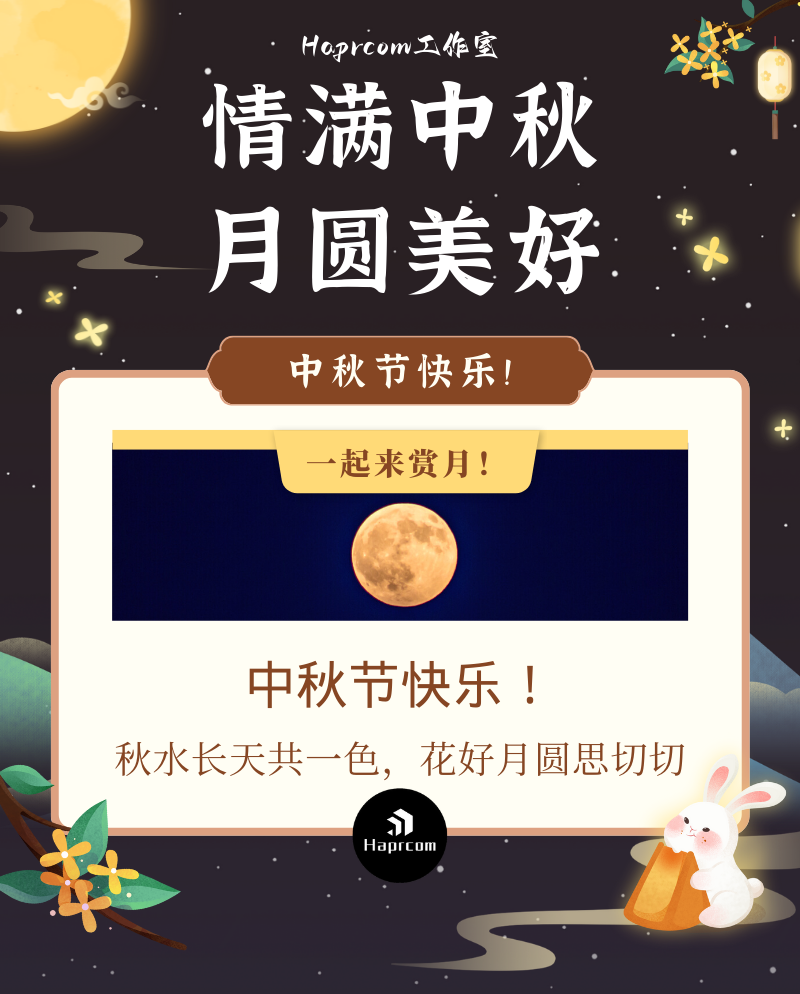 Haprcom工作室
情满中秋
月圆美好
中秋节快乐!
一起来赏月!
中秋节快乐！
秋水长天共一色，花好月圆思切切
Haprcom